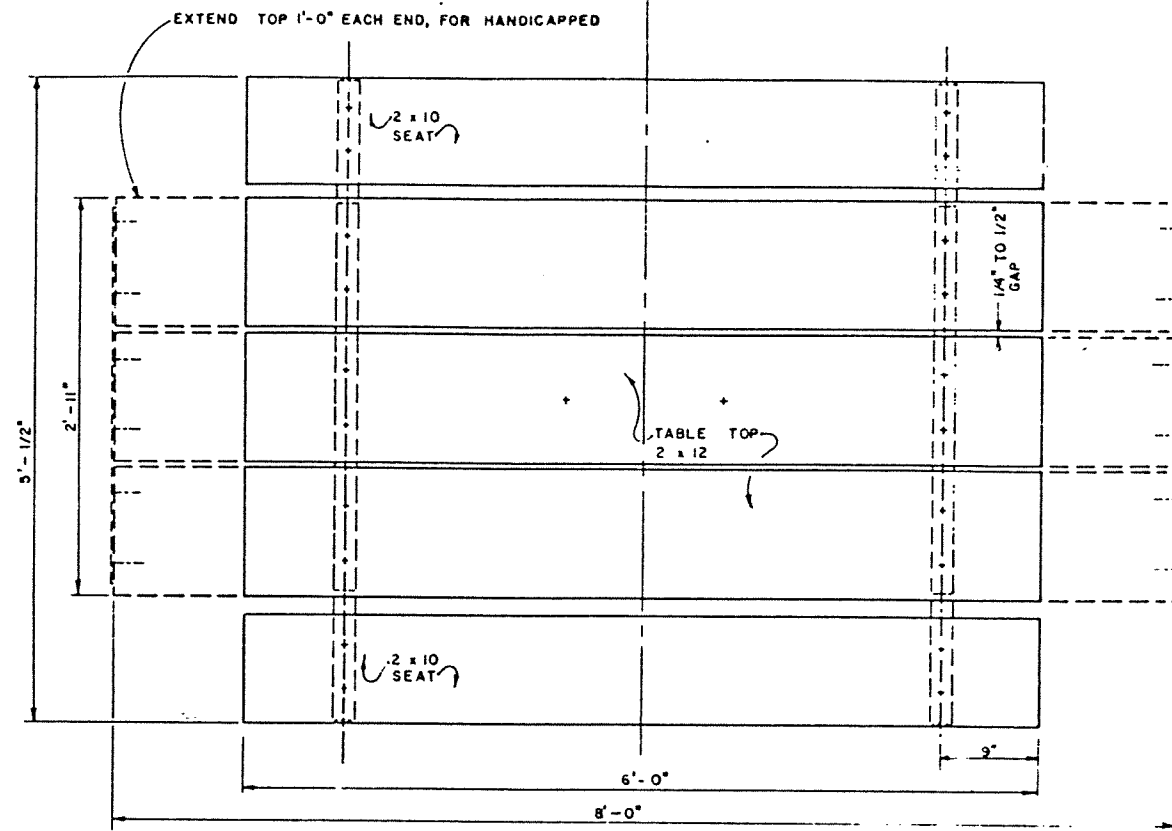 EXTEND TOP 1'-0" EACH END, FOR HANDICAPPED
2 x 10
SEAT
1/4" TO 1/2"
GAP
2'-11"
5'-1/2"
TABLE TOP
2 x 12
2 x 10
SEAT
9"
6'-0"
8'-0"